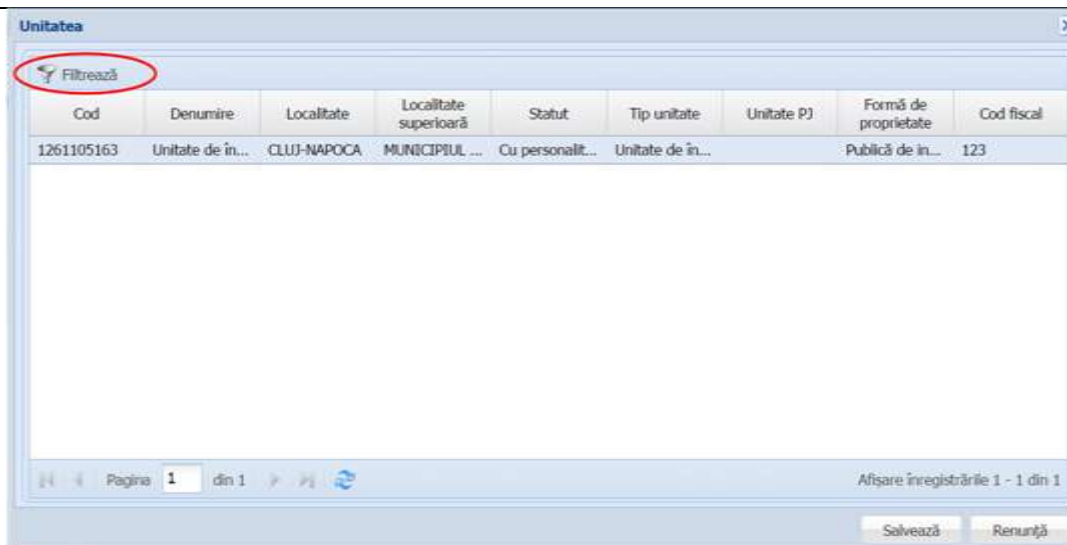 Unitatea
Filtrează
Cod Denumire Localitate Localitate superioară Statut Tip unitate Unitate PJ Formă de proprietate Cod fiscal
1261105163 Unitate de în... CLUJ-NAPOCA MUNICIPIUL ... Cu personalit... Unitate de în... Publică de in... 123
Pagina 1 din 1 Afișare înregistrările 1 - 1 din 1
Salvează Renunță